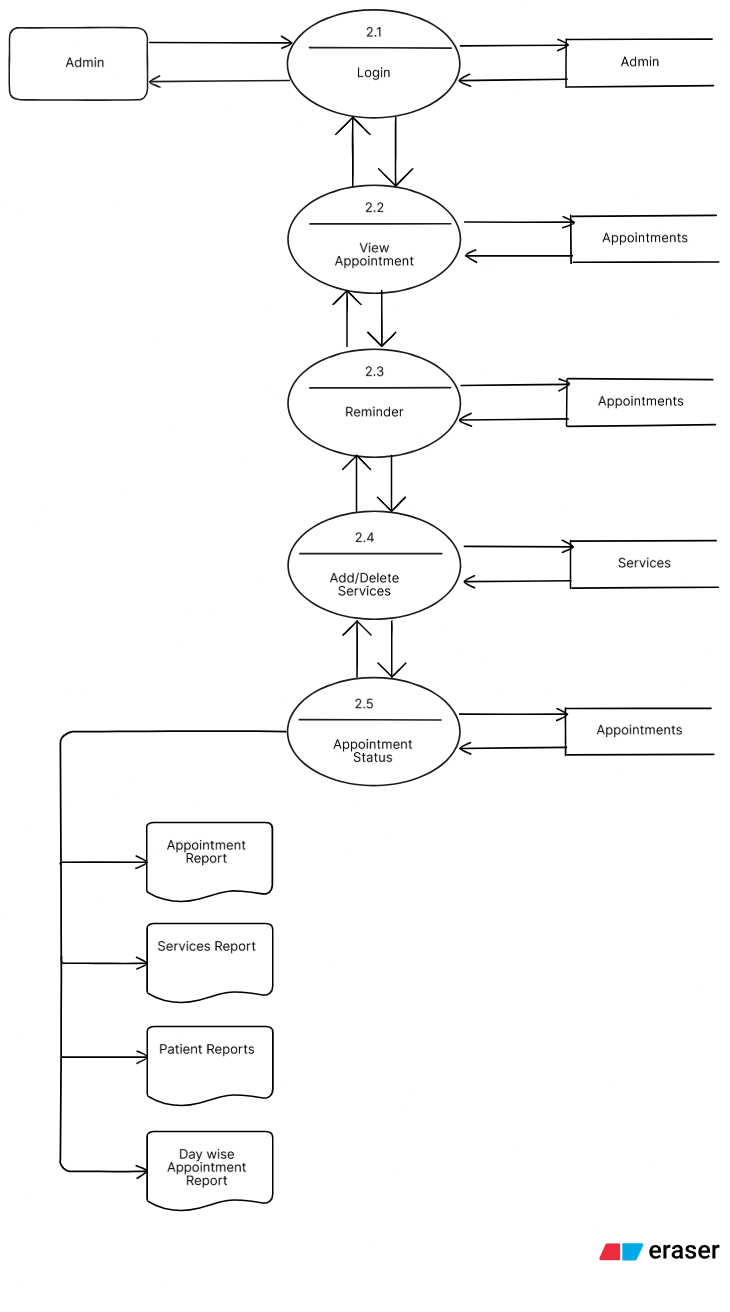 Admin
2.1
Login
Admin
2.2
View
Appointment
Appointments
2.3
Reminder
Appointments
2.4
Add/Delete
Services
Services
2.5
Appointment
Status
Appointments
Appointment
Report
Services Report
Patient Reports
Day wise
Appointment
Report
eraser